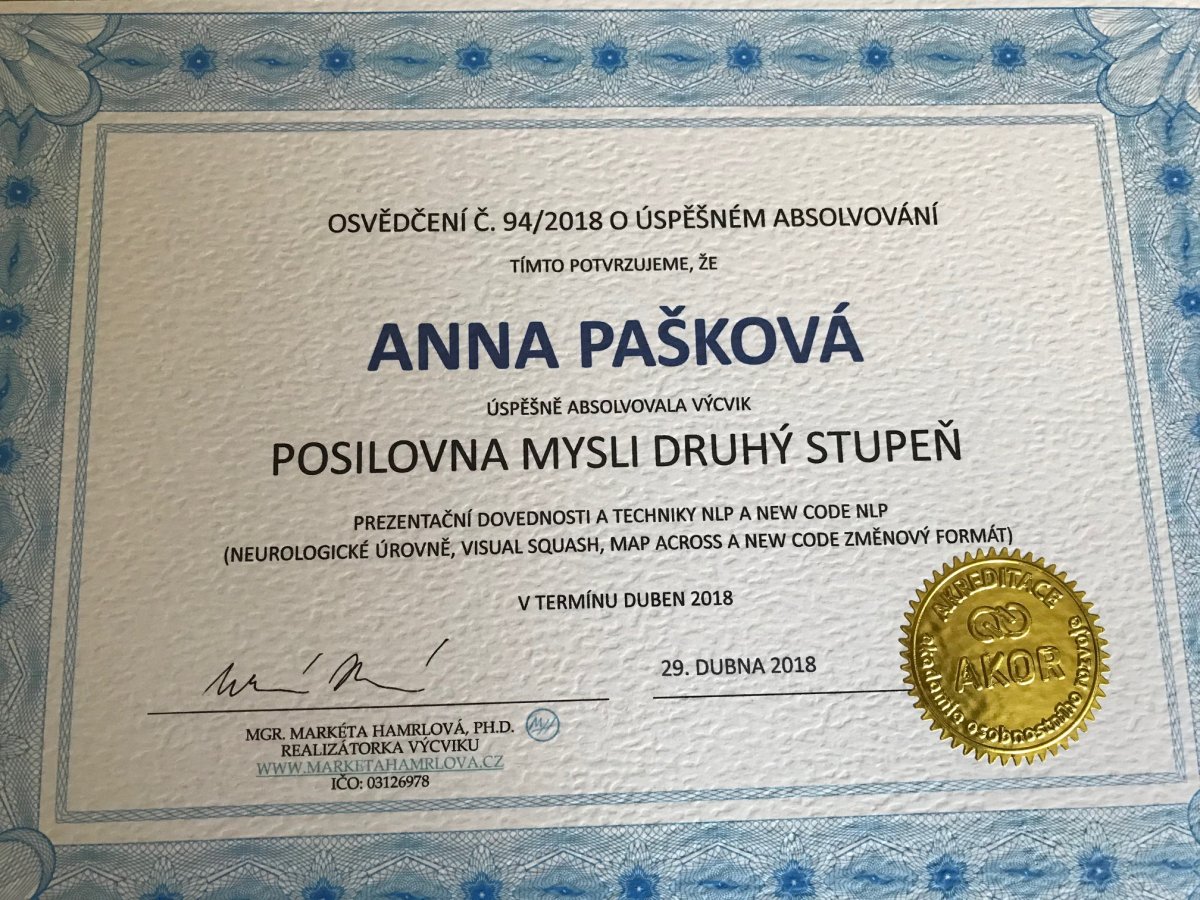 OSVĚDČENÍ Č. 94/2018 O ÚSPĚŠNÉM ABSOLVOVÁNÍ
TÍMTO POTVRZUJEME, ŽE
ANNA PAŠKOVÁ
ÚSPĚŠNĚ ABSOLVOVALA VÝCVIK
POSILOVNA MYSLI DRUHÝ STUPEŇ
PREZENTAČNÍ DOVEDNOSTI A TECHNIKY NLP A NEW CODE NLP
(NEUROLOGICKÉ ÚROVNĚ, VISUAL SQUASH, MAP ACROSS A NEW CODE ZMĚNOVÝ FORMÁT)
V TERMÍNU DUBEN 2018
29. DUBNA 2018
MGR. MARKÉTA HAMRLOVÁ, PH.D.
REALIZÁTORKA VÝCVIKU
WWW.MARKETAHAMRLOVA.CZ
IČO: 03126978
AKREDITACE
AKOR
akademie osobnostního rozvoje